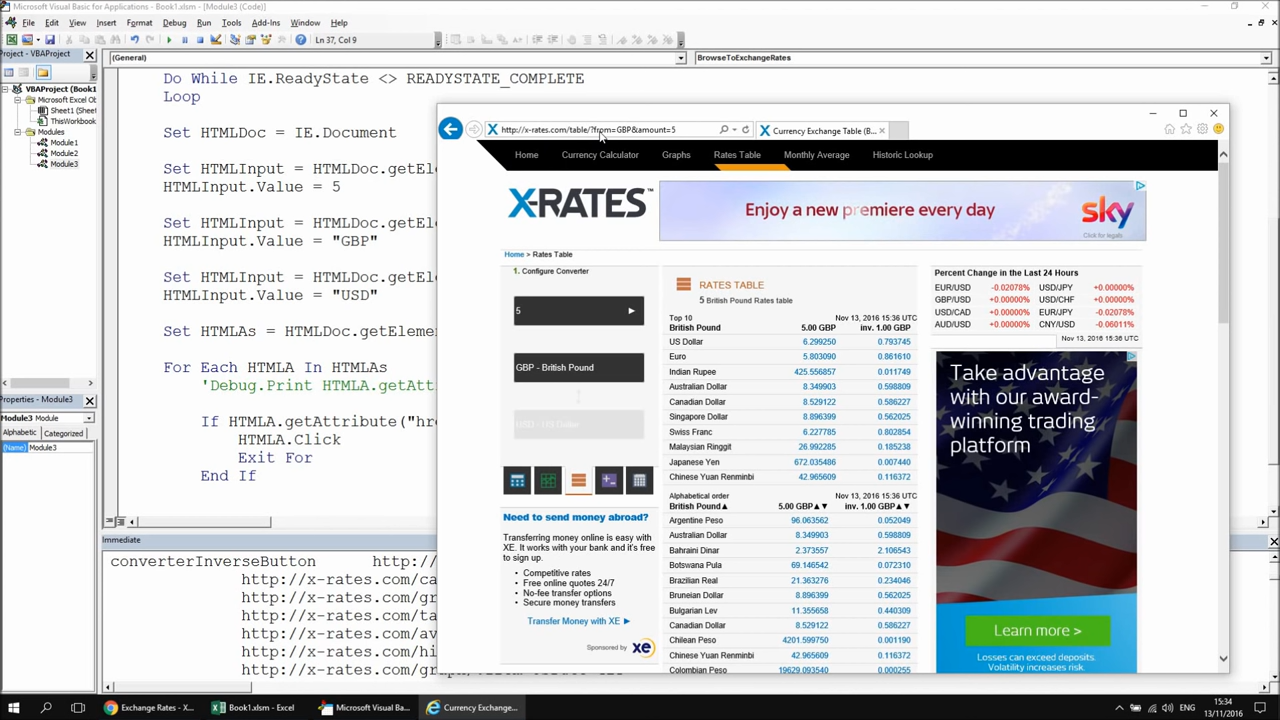 Microsoft Visual Basic for Applications - Book1.xlsm - [Module3 (Code)]
File Edit View Insert Format Debug Run Tools Add-Ins Window Help
Ln 37, Col 9
Project - VBAProject
(General)
BrowseToExchangeRates
VBAProject (Book1.xlsm
Microsoft Excel Ob
Sheet1 (Sheet
ThisWorkbook
Modules
Module1
Module2
Module3
Properties - Module3
Module3 Module
Alphabetic Categorized
(Name) Module3
Do While IE.ReadyState <> READYSTATE_COMPLETE
Loop
Set HTMLDoc = IE.Document
Set HTMLInput = HTMLDoc.getEl
HTMLInput.Value = 5
Set HTMLInput = HTMLDoc.getEl
HTMLInput.Value = "GBP"
Set HTMLInput = HTMLDoc.getEl
HTMLInput.Value = "USD"
Set HTMLAs = HTMLDoc.getElemen
For Each HTMLA In HTMLAs
'Debug.Print HTMLA.getAttr
If HTMLA.getAttribute("hre
HTMLA.Click
Exit For
End If
Immediate
converterInverseButton http:/
http://x-rates.com/ca
http://x-rates.com/gr
http://x-rates.com/ta
http://x-rates.com/av
http://x-rates.com/hi
http://x-rates.com/graph
http://x-rates.com/table/?from=GBP&amount=5
Currency Exchange Table (B...
Home Currency Calculator Graphs Rates Table Monthly Average Historic Lookup
X-RATES™
Enjoy a new premiere every day
sky
Click for legals
Home > Rates Table
1. Configure Converter
5
GBP - British Pound
Need to send money abroad?
Transferring money online is easy with
XE. It works with your bank and it's free
to sign up.
Competitive rates
Free online quotes 24/7
No-fee transfer options
Secure money transfers
Transfer Money with XE
Sponsored by xe
RATES TABLE
5 British Pound Rates table
Top 10 Nov 13, 2016 15:36 UTC
British Pound 5.00 GBP inv. 1.00 GBP
US Dollar 6.299250 0.793745
Euro 5.803090 0.861610
Indian Rupee 425.556857 0.011749
Australian Dollar 8.349903 0.598809
Canadian Dollar 8.529122 0.586227
Singapore Dollar 8.896399 0.562025
Swiss Franc 6.227785 0.802854
Malaysian Ringgit 26.992285 0.185238
Japanese Yen 672.035486 0.007440
Chinese Yuan Renminbi 42.965609 0.116372
Alphabetical order Nov 13, 2016 15:36 UTC
British Pound▲ 5.00 GBP▲▼ inv. 1.00 GBP▲▼
Argentine Peso 96.063562 0.052049
Australian Dollar 8.349903 0.598809
Bahraini Dinar 2.373557 2.106543
Botswana Pula 69.146542 0.072310
Brazilian Real 21.363276 0.234046
Bruneian Dollar 8.896399 0.562025
Bulgarian Lev 11.355658 0.440309
Canadian Dollar 8.529122 0.586227
Chilean Peso 4201.599750 0.001190
Chinese Yuan Renminbi 42.965609 0.116372
Colombian Peso 19629.093540 0.000255
Percent Change in the Last 24 Hours
EUR/USD -0.02078% USD/JPY +0.00000%
GBP/USD +0.00000% USD/CHF +0.00000%
USD/CAD +0.00000% EUR/JPY -0.02078%
AUD/USD +0.00000% CNY/USD -0.06011%
Nov 13, 2016 15:36 UTC
Take advantage
with our award-
winning trading
platform
Learn more >
Losses can exceed deposits.
Volatility increases risk.
Exchange Rates - X...
Book1.xlsm - Excel
Microsoft Visual Ba...
Currency Exchange...
ENG
15:34
13/11/2016